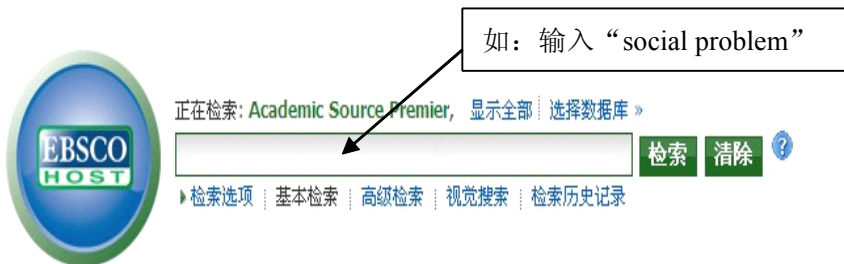 如：输入“social problem”
正在检索: Academic Source Premier, 显示全部 选择数据库 »
EBSCO
HOST
检索 清除 ?
检索选项 基本检索 高级检索 视觉搜索 检索历史记录